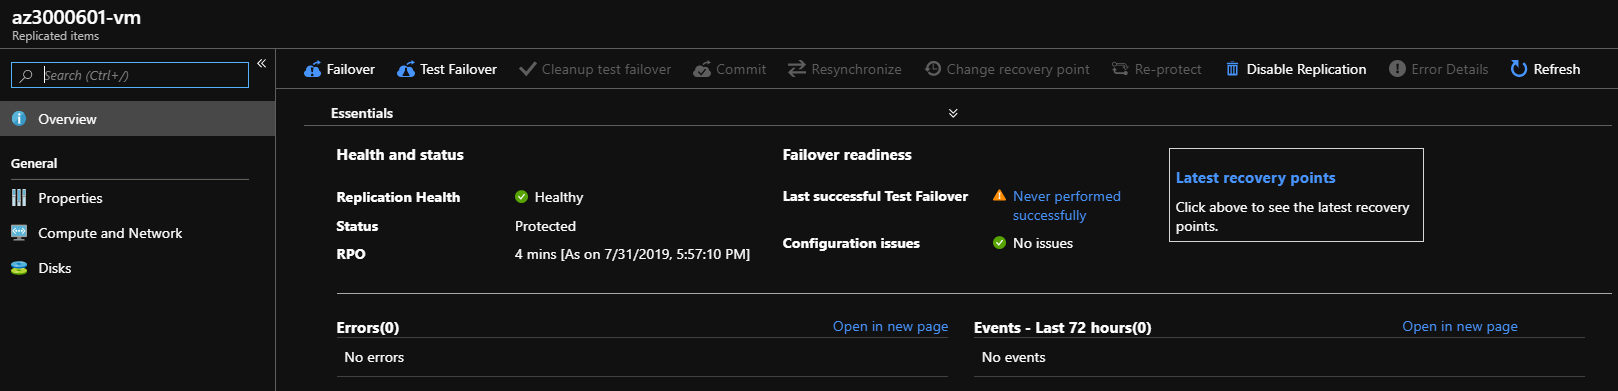 az3000601-vm
Replicated items
Search (Ctrl+/)
«
Overview
General
Properties
Compute and Network
Disks
Failover Test Failover Cleanup test failover Commit Resynchronize Change recovery point Re-protect Disable Replication Error Details Refresh
Essentials
Health and status
Replication Health Healthy
Status Protected
RPO 4 mins [As on 7/31/2019, 5:57:10 PM]
Failover readiness
Last successful Test Failover Never performed
successfully
Configuration issues No issues
Latest recovery points
Click above to see the latest recovery
points.
Errors(0) Open in new page
No errors
Events - Last 72 hours(0) Open in new page
No events